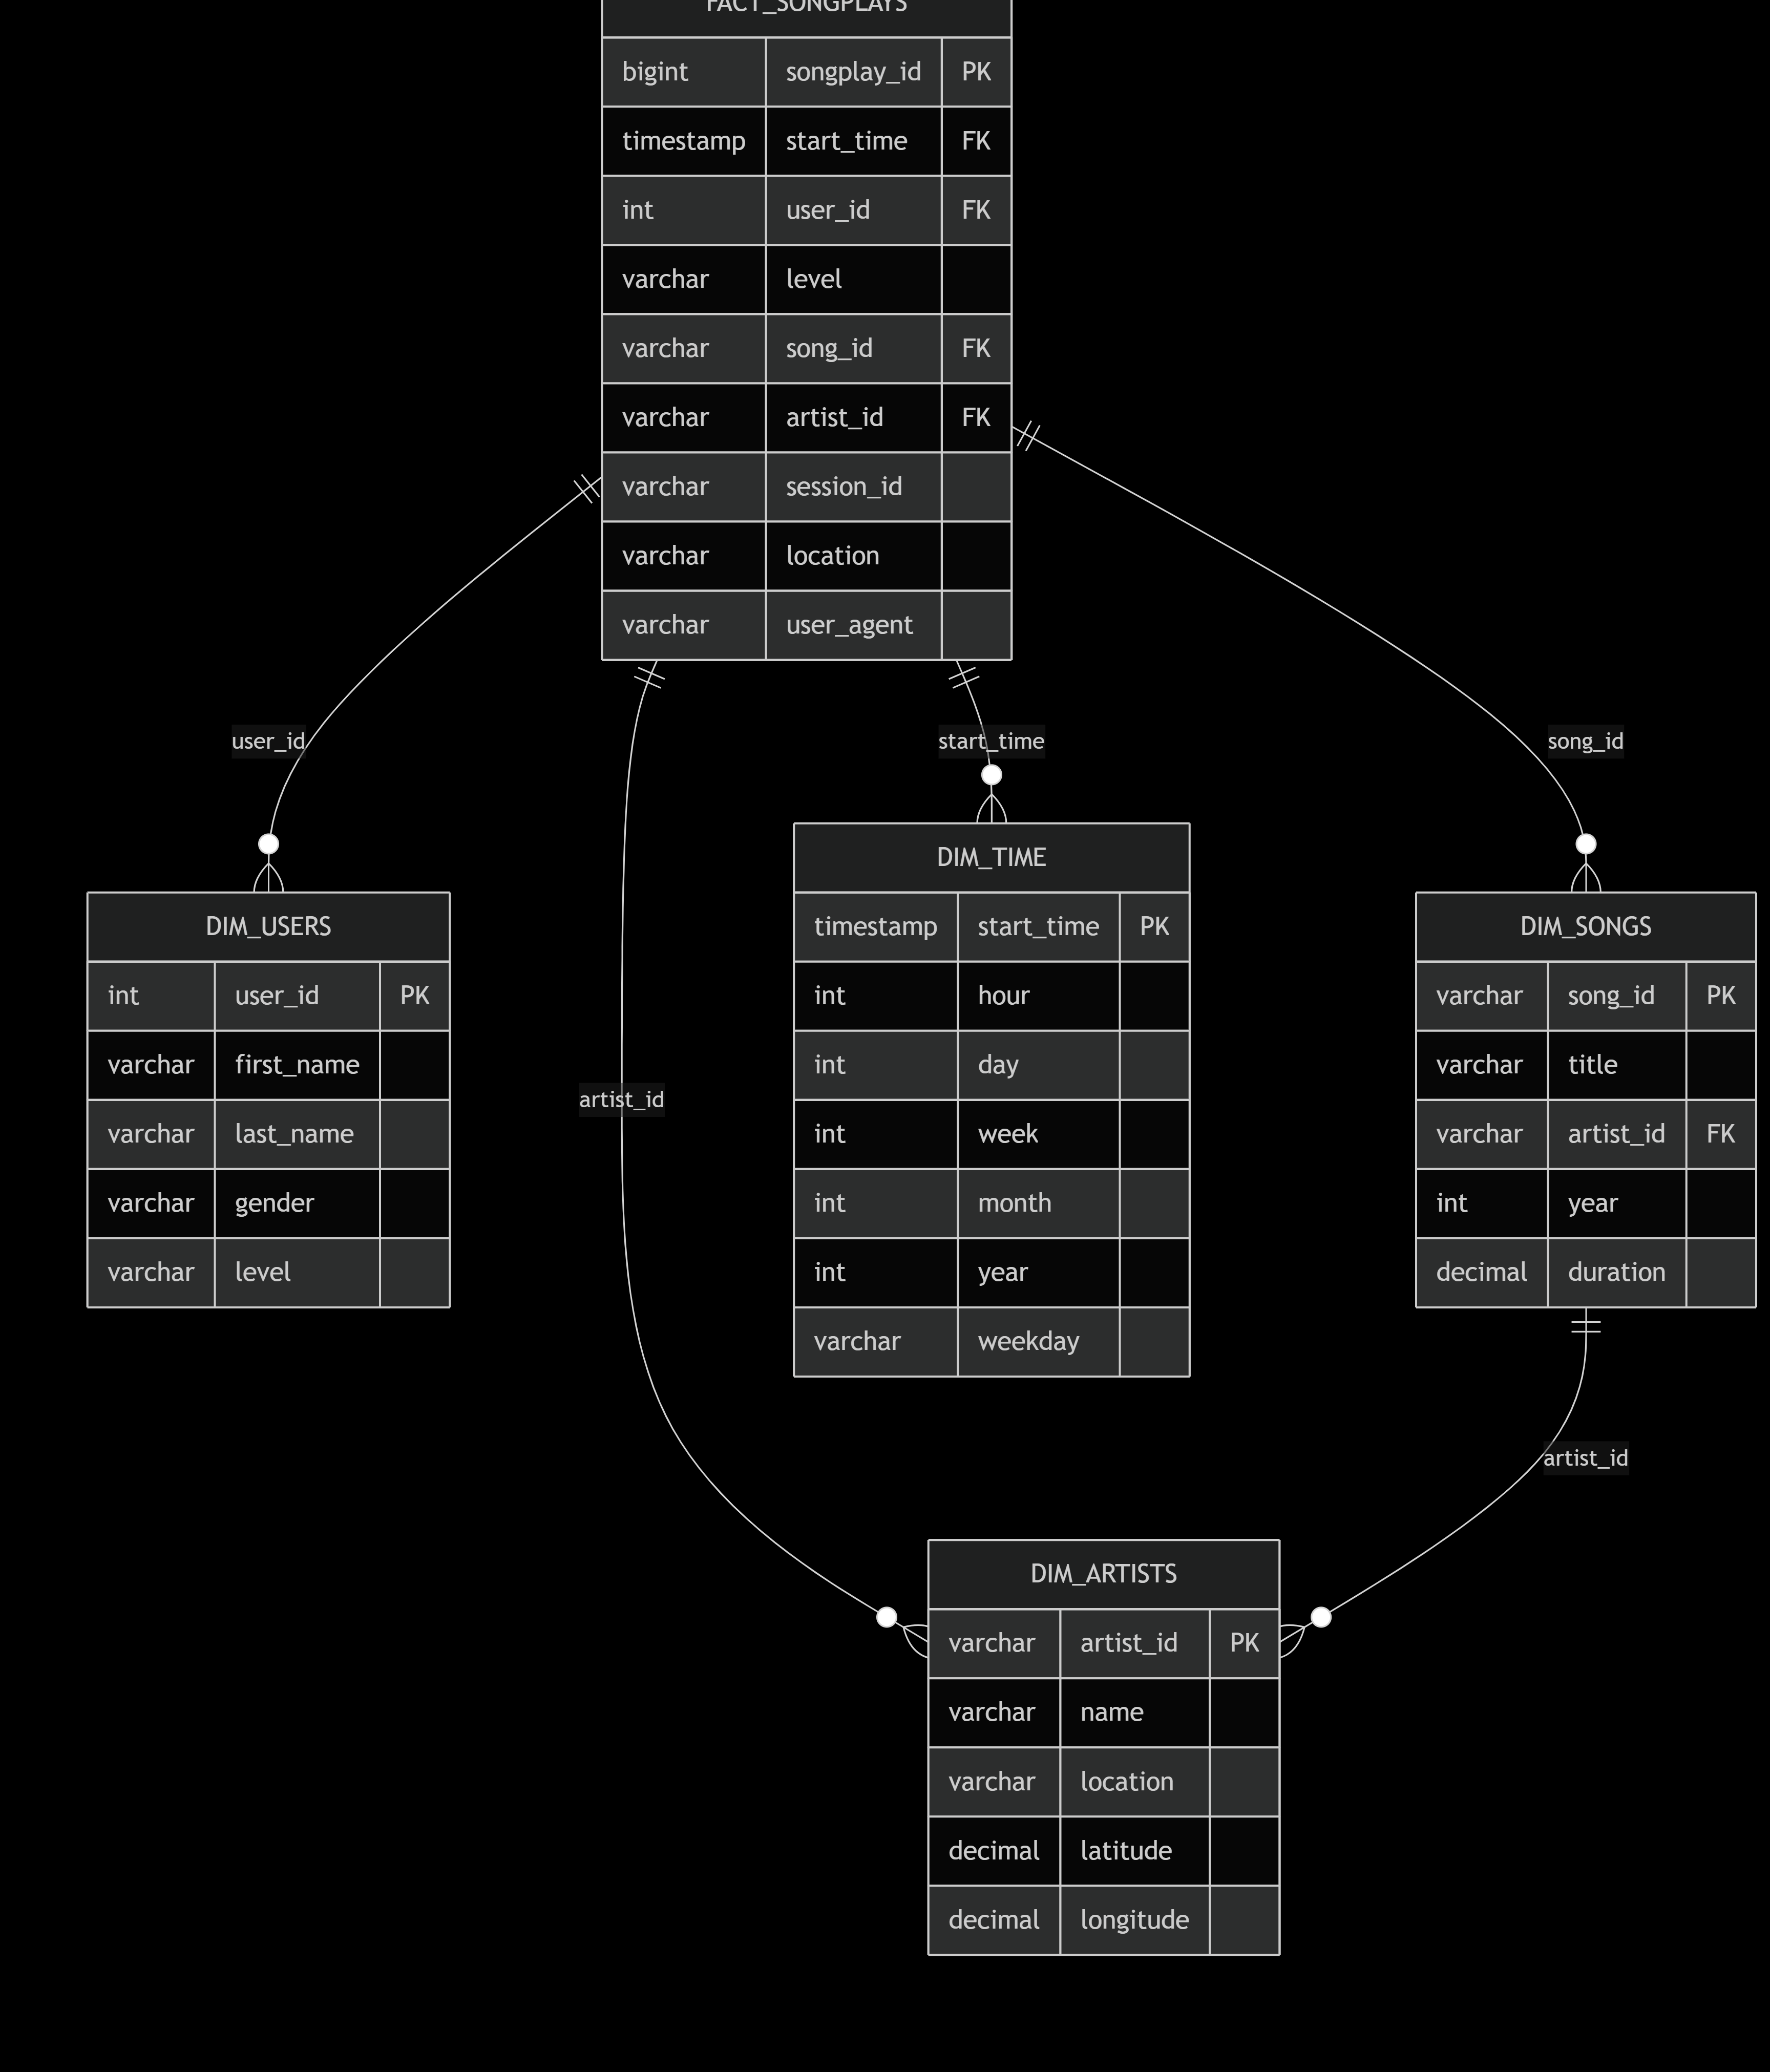 FACT_SONGPLAYS
bigint songplay_id PK
timestamp start_time FK
int user_id FK
varchar level
varchar song_id FK
varchar artist_id FK
varchar session_id
varchar location
varchar user_agent
user_id
start_time
song_id
DIM_USERS
int user_id PK
varchar first_name
varchar last_name
varchar gender
varchar level
artist_id
DIM_TIME
timestamp start_time PK
int hour
int day
int week
int month
int year
varchar weekday
DIM_SONGS
varchar song_id PK
varchar title
varchar artist_id FK
int year
decimal duration
artist_id
DIM_ARTISTS
varchar artist_id PK
varchar name
varchar location
decimal latitude
decimal longitude